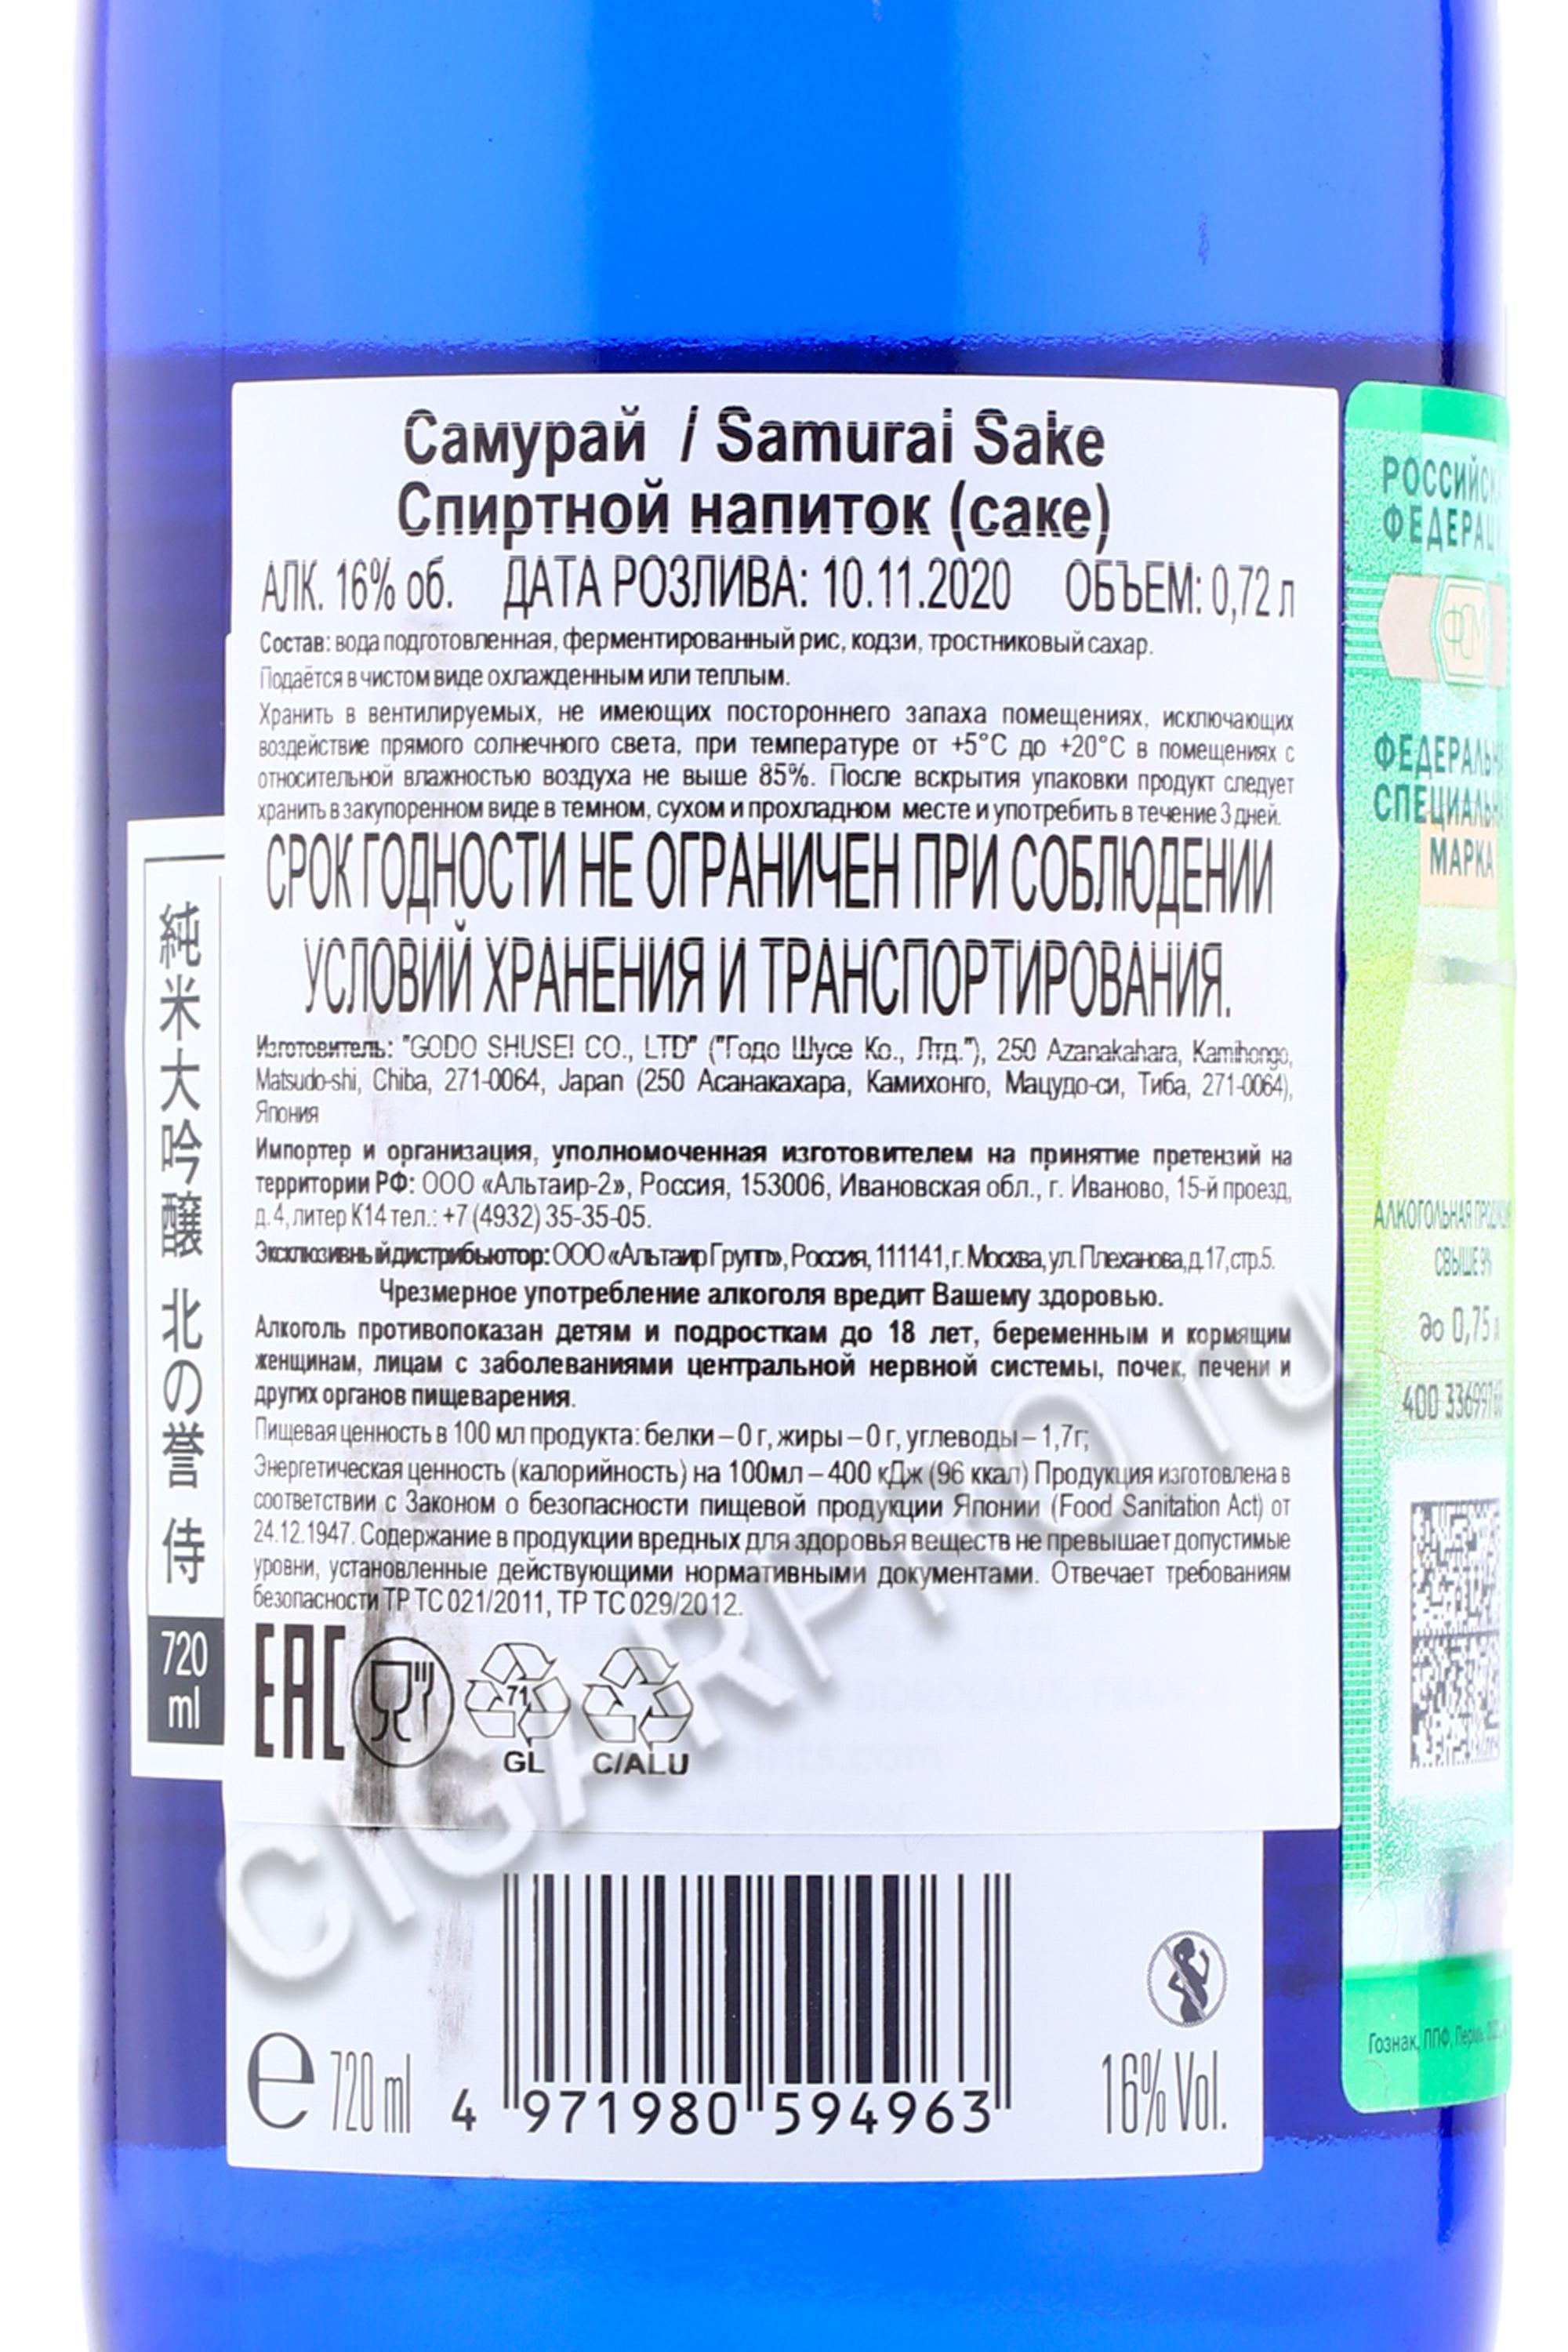 Самурай / Samurai Sake
Спиртной напиток (саке)
АЛК. 16% об. ДАТА РОЗЛИВА: 10.11.2020 ОБЪЕМ: 0,72 л
Состав: вода подготовленная, ферментированный рис, кодзи, тростниковый сахар.
Подаётся в чистом виде охлажденным или теплым.
Хранить в вентилируемых, не имеющих постороннего запаха помещениях, исключающих
воздействие прямого солнечного света, при температуре от +5°C до +20°C в помещениях с
относительной влажностью воздуха не выше 85%. После вскрытия упаковки продукт следует
хранить в закупоренном виде в темном, сухом и прохладном месте и употребить в течение 3 дней.
СРОК ГОДНОСТИ НЕ ОГРАНИЧЕН ПРИ СОБЛЮДЕНИИ
УСЛОВИЙ ХРАНЕНИЯ И ТРАНСПОРТИРОВАНИЯ.
Изготовитель: "GODO SHUSEI CO., LTD" ("Годо Шусе Ко., Лтд."), 250 Azanakahara, Kamihongo,
Matsudo-shi, Chiba, 271-0064, Japan (250 Асанакахара, Камихонго, Мацудо-си, Тиба, 271-0064),
Япония
Импортер и организация, уполномоченная изготовителем на принятие претензий на
территории РФ: ООО «Альтаир-2», Россия, 153006, Ивановская обл., г. Иваново, 15-й проезд,
д. 4, литер К14 тел.: +7 (4932) 35-35-05.
Эксклюзивный дистрибьютор: ООО «Альтаир Групп», Россия, 111141, г. Москва, ул. Плеханова, д. 17, стр.5.
Чрезмерное употребление алкоголя вредит Вашему здоровью.
Алкоголь противопоказан детям и подросткам до 18 лет, беременным и кормящим
женщинам, лицам с заболеваниями центральной нервной системы, почек, печени и
других органов пищеварения.
Пищевая ценность в 100 мл продукта: белки – 0 г, жиры – 0 г, углеводы – 1,7г;
Энергетическая ценность (калорийность) на 100мл – 400 кДж (96 ккал) Продукция изготовлена в
соответствии с Законом о безопасности пищевой продукции Японии (Food Sanitation Act) от
24.12.1947. Содержание в продукции вредных для здоровья веществ не превышает допустимые
уровни, установленные действующими нормативными документами. Отвечает требованиям
безопасности ТР ТС 021/2011, ТР ТС 029/2012.
EAC
71
GL C/ALU
e 720 ml 4 971980 594963 16% Vol.
純米大吟醸 北の誉 侍
720
ml
ФСМ
МАРКА
АЛКОГОЛЬНАЯ
СВЫШЕ 9%
до 0,75 л
400
Гознак, ППФ, Пермь
CIGARPRO.ru